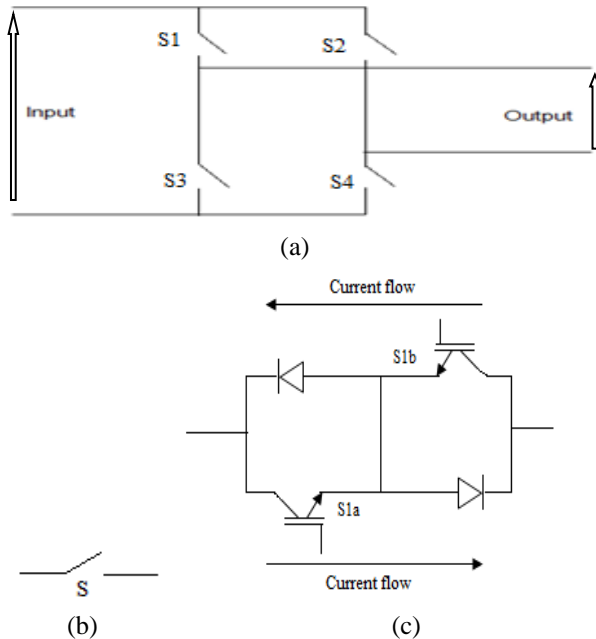 S1
S2
Input
Output
S3
S4
(a)
Current flow
S1b
S1a
Current flow
S
(b)
(c)